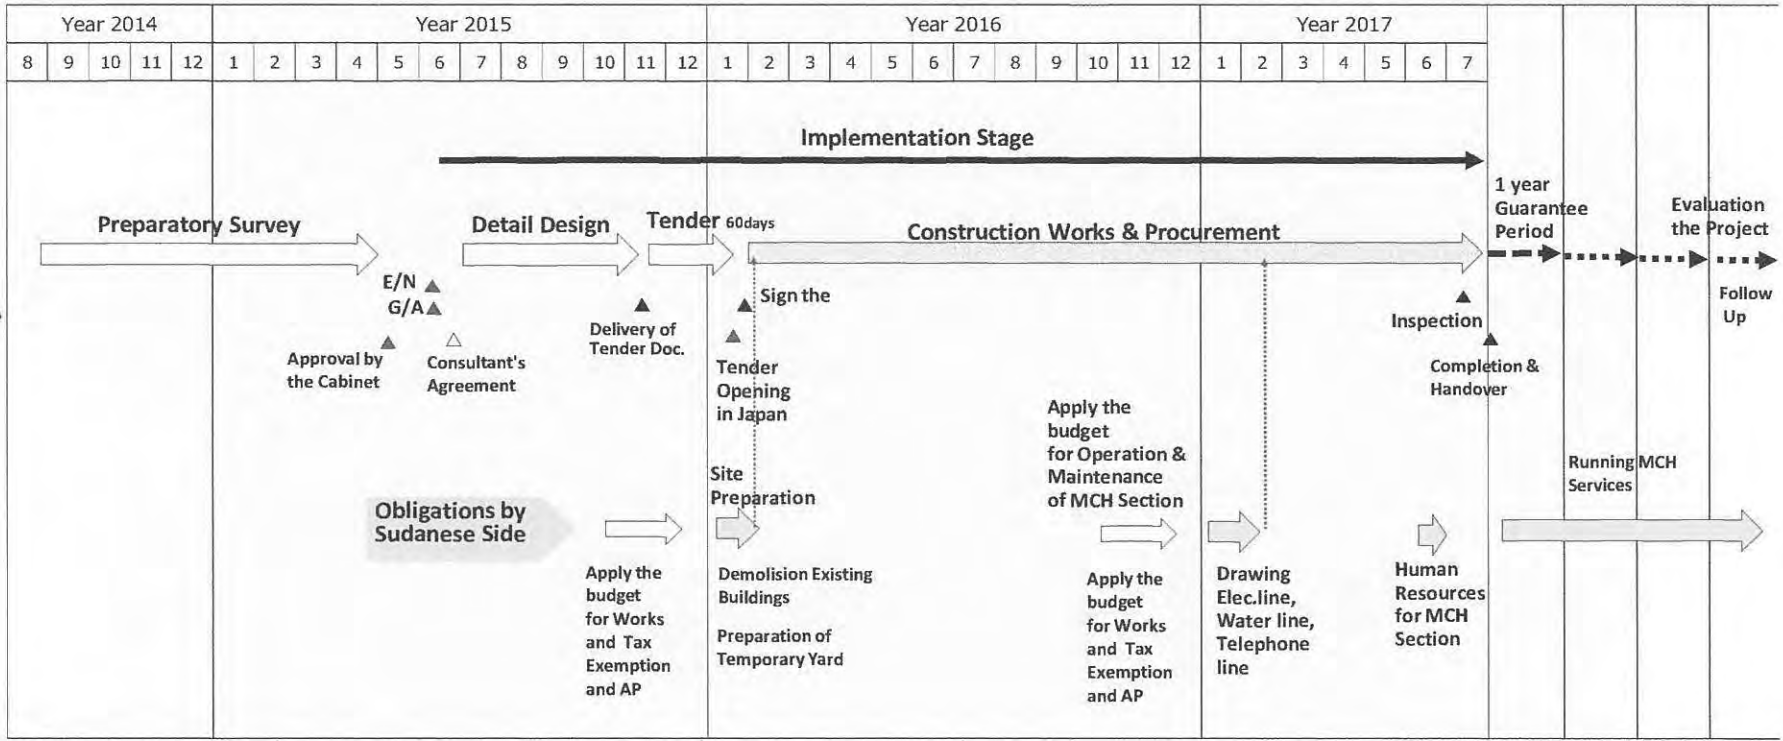 Year 2014 Year 2015 Year 2016 Year 2017
8 9 10 11 12 1 2 3 4 5 6 7 8 9 10 11 12 1 2 3 4 5 6 7 8 9 10 11 12 1 2 3 4 5 6 7
Implementation Stage
Preparatory Survey
Detail Design
Tender 60days
Construction Works & Procurement
1 year
Guarantee
Period
Evaluation
the Project
E/N
G/A
Approval by
the Cabinet
Consultant's
Agreement
Delivery of
Tender Doc.
Sign the
Tender
Opening
in Japan
Inspection
Completion &
Handover
Follow
Up
Obligations by
Sudanese Side
Apply the
budget
for Works
and Tax
Exemption
and AP
Site
Preparation
Demolision Existing
Buildings
Preparation of
Temporary Yard
Apply the
budget
for Operation &
Maintenance
of MCH Section
Apply the
budget
for Works
and Tax
Exemption
and AP
Drawing
Elec.line,
Water line,
Telephone
line
Human
Resources
for MCH
Section
Running MCH
Services